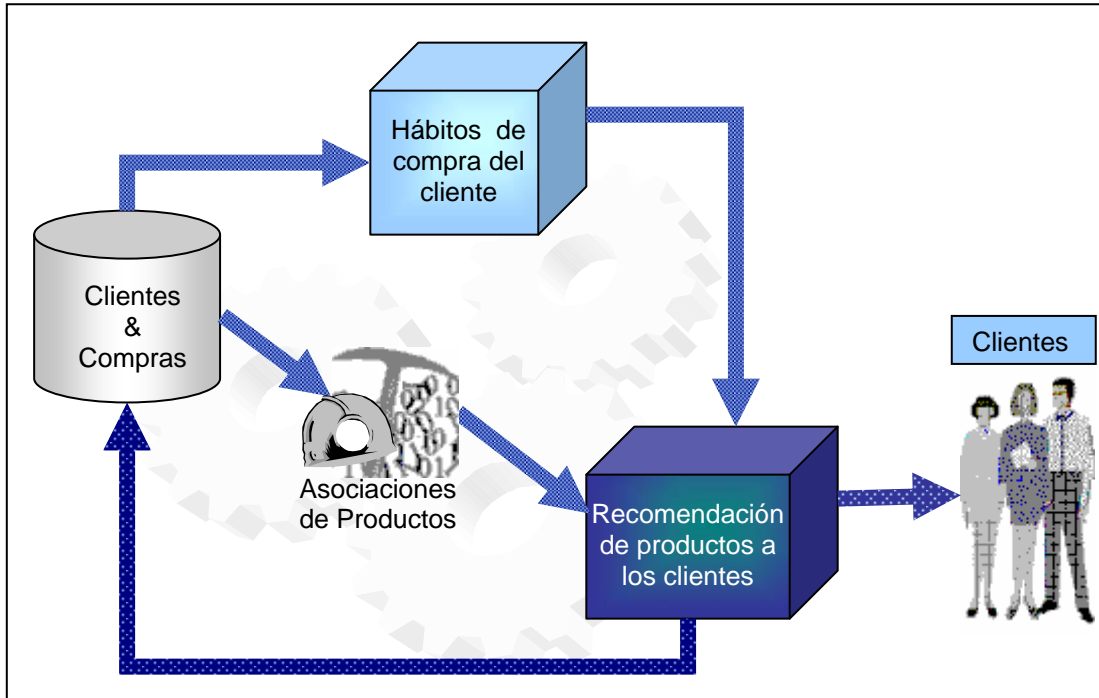 Hábitos de
compra del
cliente
Clientes
&
Compras
Asociaciones
de Productos
Recomendación
de productos a
los clientes
Clientes